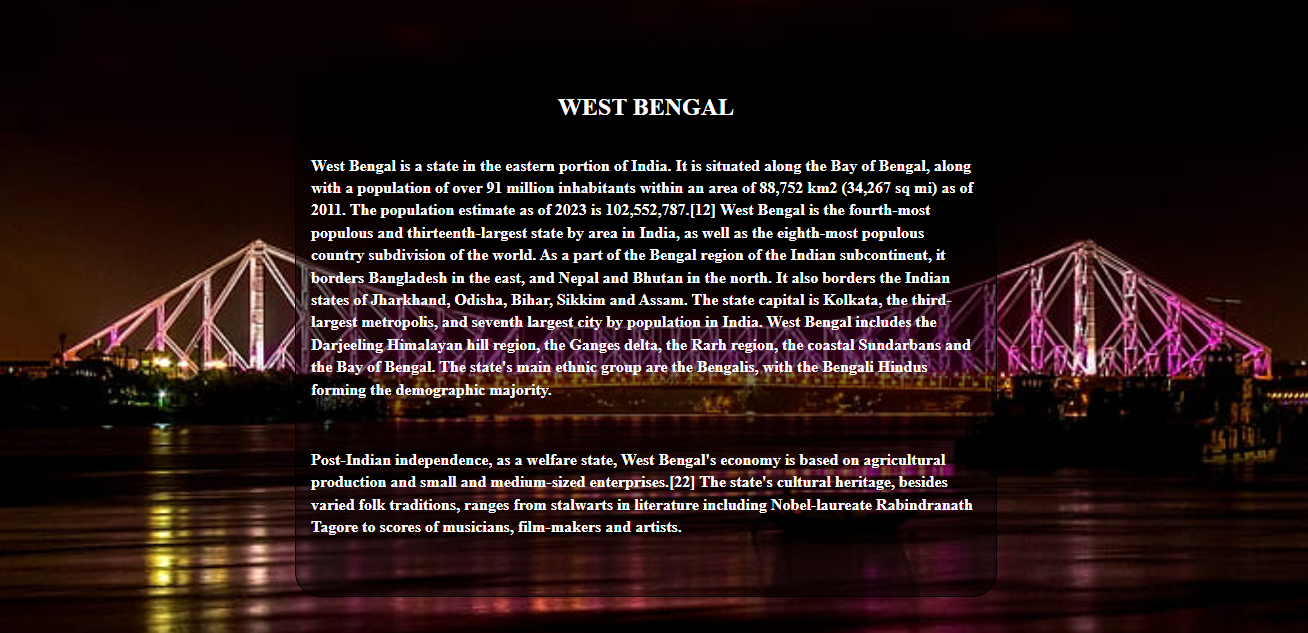 WEST BENGAL
West Bengal is a state in the eastern portion of India. It is situated along the Bay of Bengal, along
with a population of over 91 million inhabitants within an area of 88,752 km2 (34,267 sq mi) as of
2011. The population estimate as of 2023 is 102,552,787.[12] West Bengal is the fourth-most
populous and thirteenth-largest state by area in India, as well as the eighth-most populous
country subdivision of the world. As a part of the Bengal region of the Indian subcontinent, it
borders Bangladesh in the east, and Nepal and Bhutan in the north. It also borders the Indian
states of Jharkhand, Odisha, Bihar, Sikkim and Assam. The state capital is Kolkata, the third-
largest metropolis, and seventh largest city by population in India. West Bengal includes the
Darjeeling Himalayan hill region, the Ganges delta, the Rarh region, the coastal Sundarbans and
the Bay of Bengal. The state's main ethnic group are the Bengalis, with the Bengali Hindus
forming the demographic majority.
Post-Indian independence, as a welfare state, West Bengal's economy is based on agricultural
production and small and medium-sized enterprises.[22] The state's cultural heritage, besides
varied folk traditions, ranges from stalwarts in literature including Nobel-laureate Rabindranath
Tagore to scores of musicians, film-makers and artists.